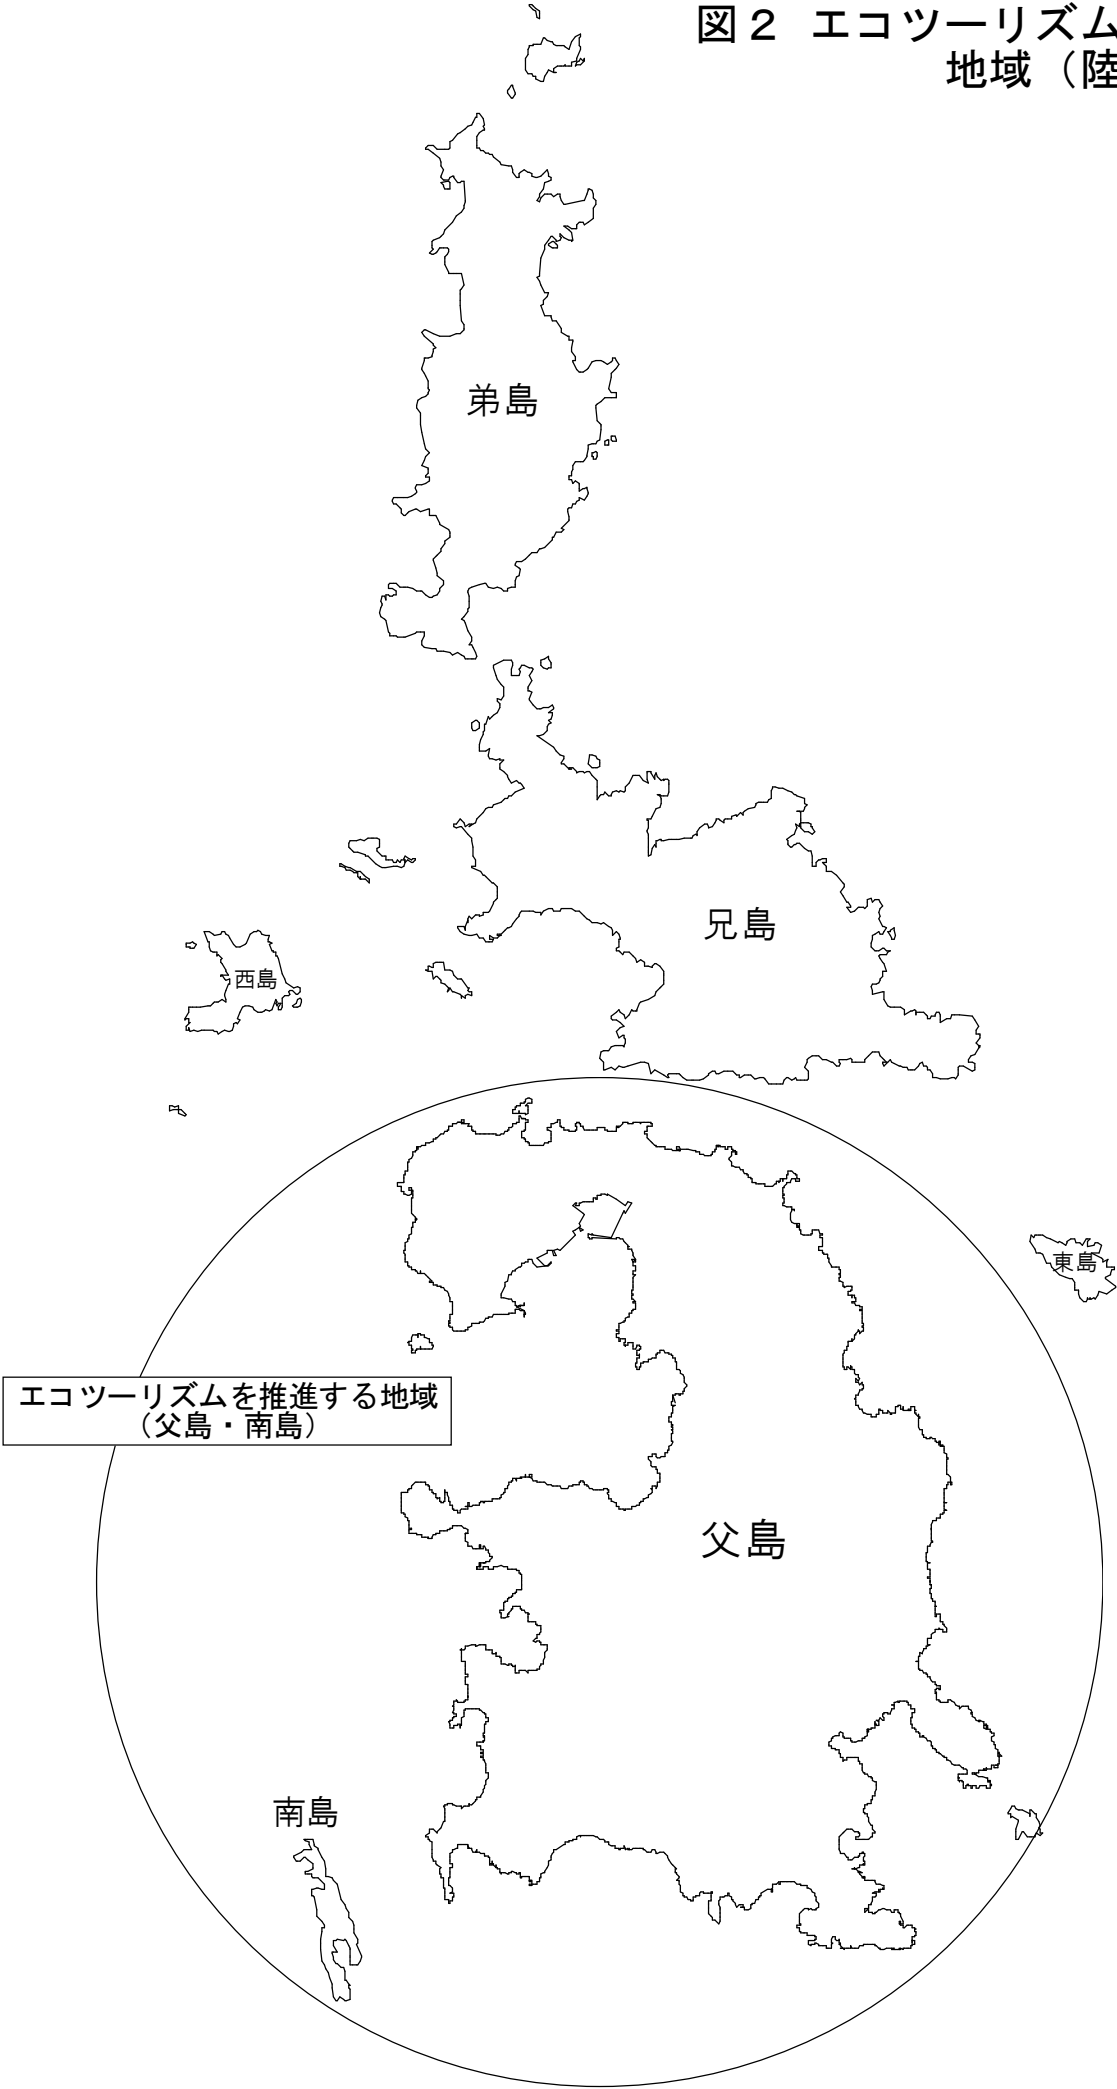 図２ エコツーリズム
地域（陸
弟島
兄島
西島
東島
エコツーリズムを推進する地域
（父島・南島）
父島
南島